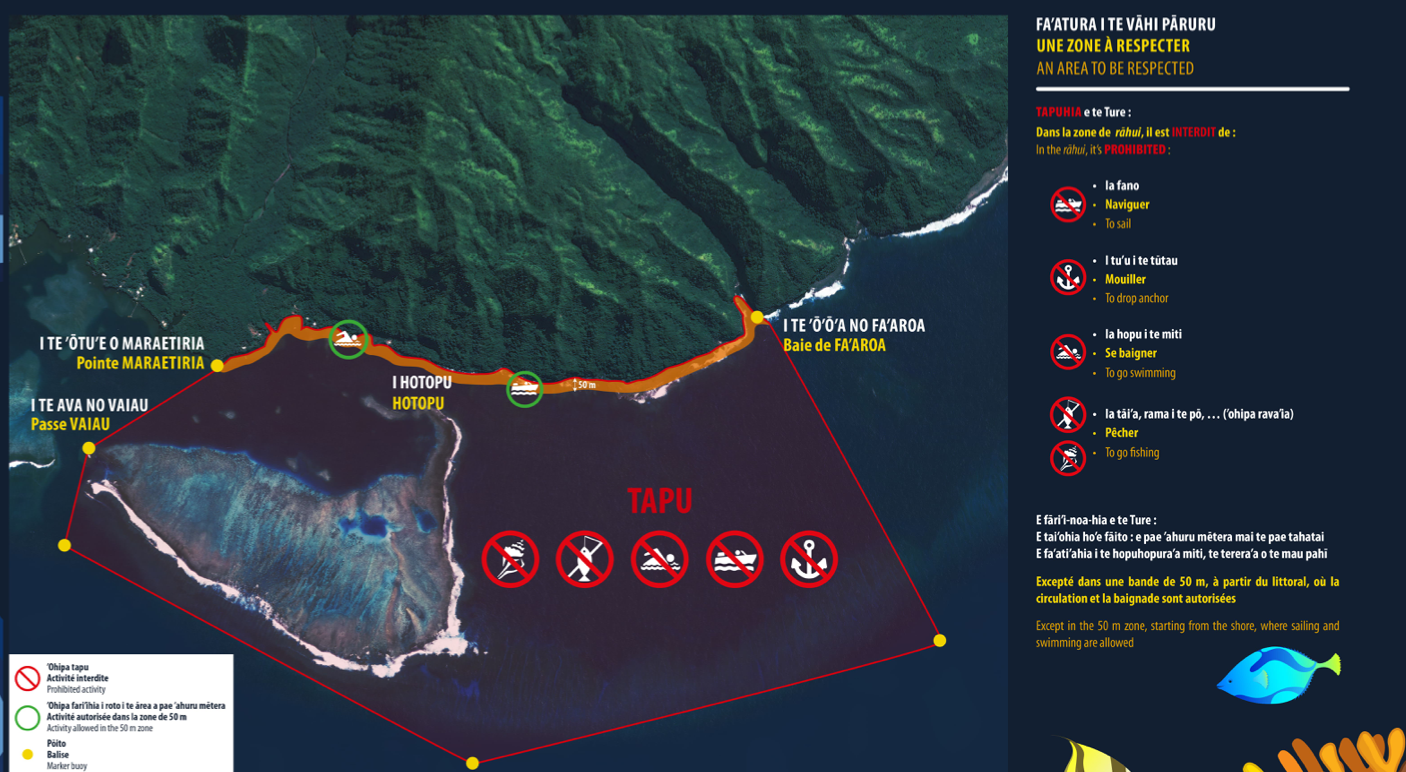 FA'ATURA I TE VĀHI PĀRURU
UNE ZONE À RESPECTER
AN AREA TO BE RESPECTED
TAPUHIA e te Ture :
Dans la zone de rāhui, il est INTERDIT de :
In the rāhui, it's PROHIBITED :
• Ia fano
• Naviguer
• To sail
• I tu'u i te tūtau
• Mouiller
• To drop anchor
• Ia hopu i te miti
• Se baigner
• To go swimming
• Ia tāi'a, rama i te pō, … ('ohipa rava'ia)
• Pêcher
• To go fishing
E fāri'i-noa-hia e te Ture :
E tai'ohia ho'e fāito : e pae 'ahuru mētera mai te pae tahatai
E fa'ati'ahia i te hopuhopura'a miti, te terera'a o te mau pahī
Excepté dans une bande de 50 m, à partir du littoral, où la
circulation et la baignade sont autorisées
Except in the 50 m zone, starting from the shore, where sailing and
swimming are allowed
I TE 'ŌTU'E O MARAETIRIA
Pointe MARAETIRIA
I TE AVA NO VAIAU
Passe VAIAU
I HOTOPU
HOTOPU
50 m
I TE 'Ō'Ō'A NO FA'AROA
Baie de FA'AROA
TAPU
'Ohipa tapu
Activité interdite
Prohibited activity
'Ohipa fari'ihia i roto i te ārea a pae 'ahuru mētera
Activité autorisée dans la zone de 50 m
Activity allowed in the 50 m zone
Pōito
Balise
Marker buoy